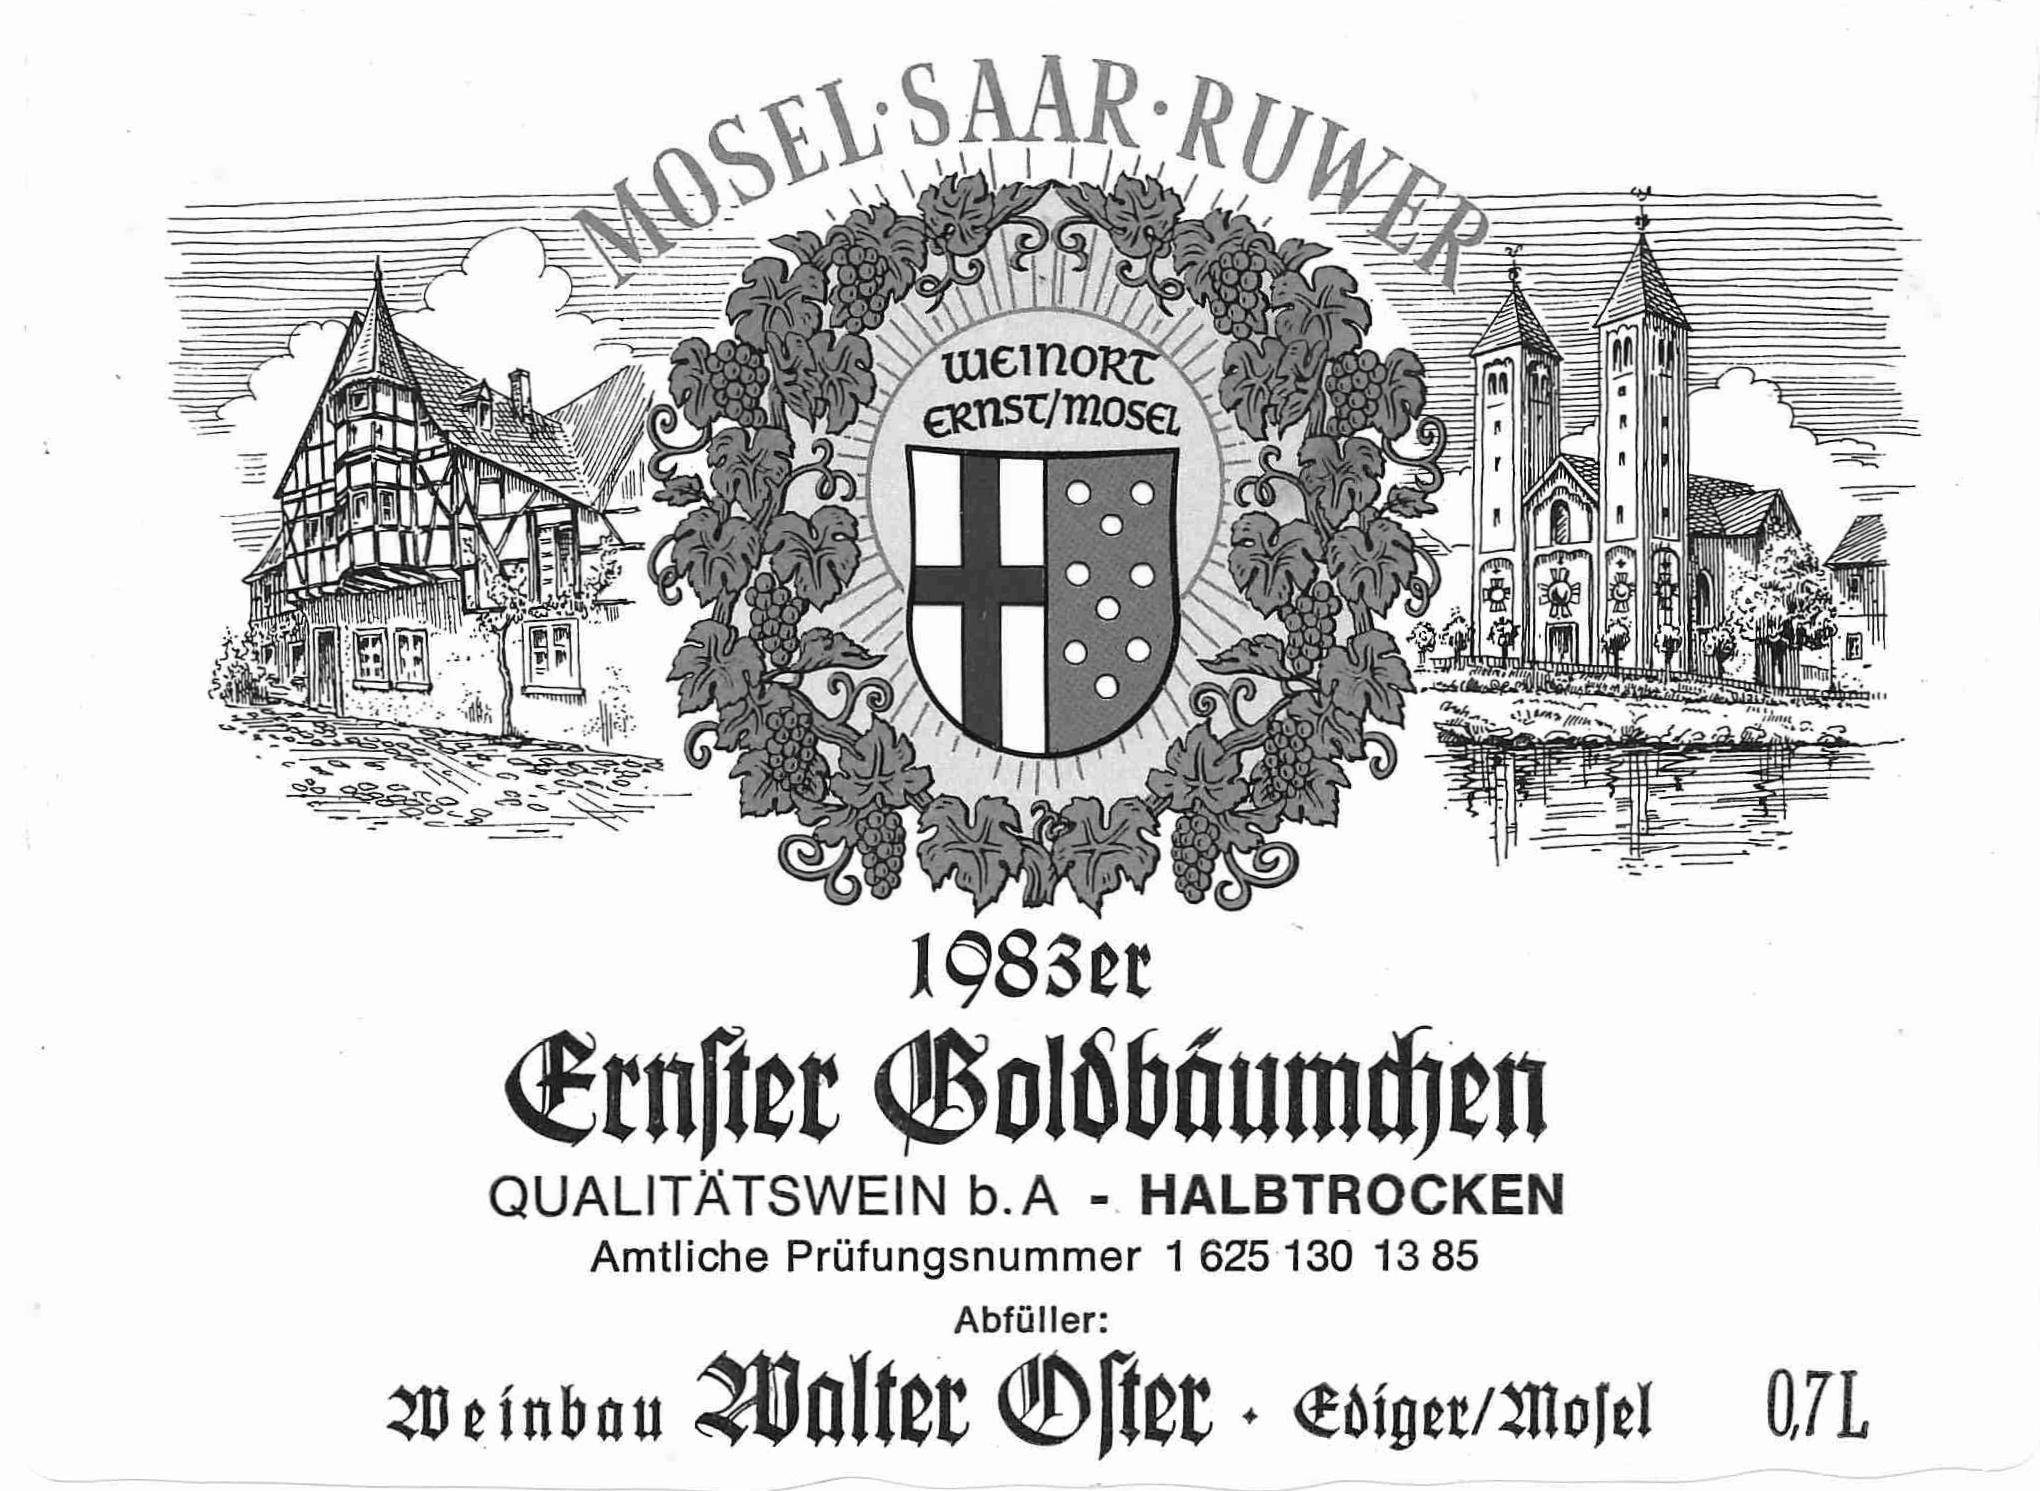 MOSEL·SAAR·RUWER
WEINORT
ERNST/MOSEL
1983er
Ernſter Goldbäumchen
QUALITÄTSWEIN b.A - HALBTROCKEN
Amtliche Prüfungsnummer 1 625 130 13 85
Abfüller:
Weinbau Walter Oſter · Ediger/Moſel 0,7L